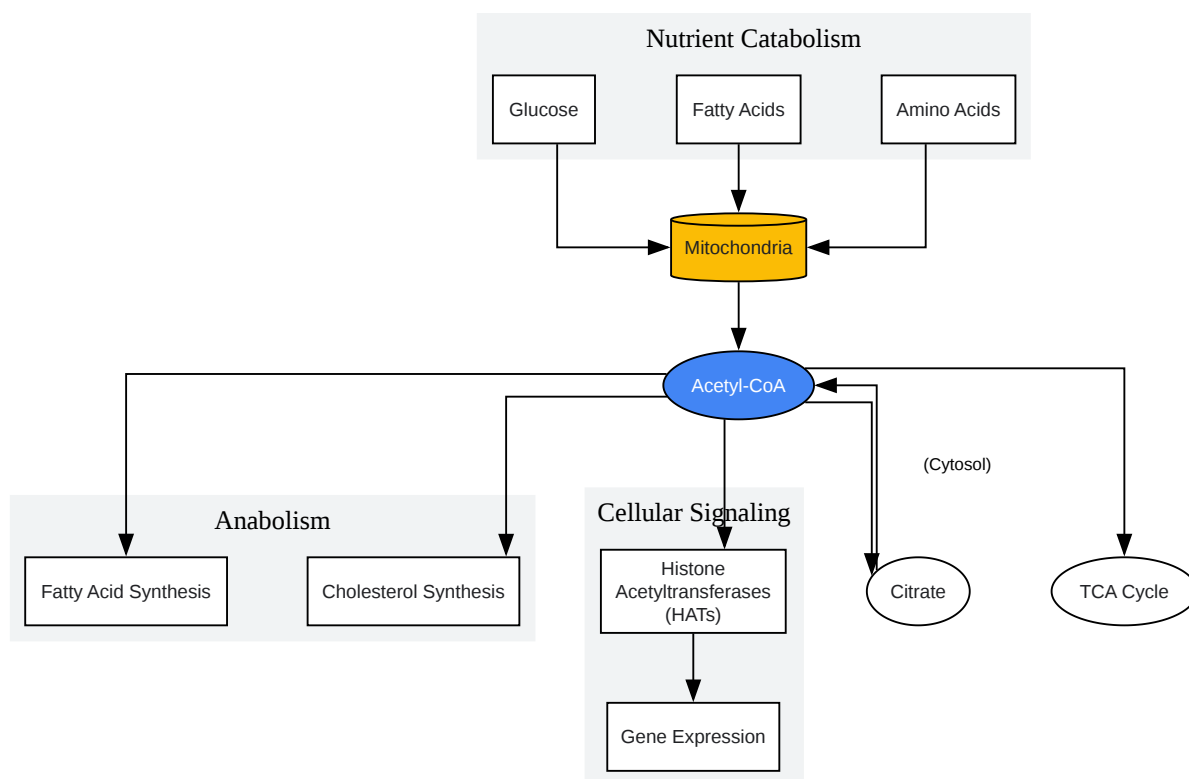 Nutrient Catabolism
Glucose
Fatty Acids
Amino Acids
Mitochondria
Acetyl-CoA
(Cytosol)
Anabolism
Fatty Acid Synthesis
Cholesterol Synthesis
Cellular Signaling
Histone
Acetyltransferases
(HATs)
Gene Expression
Citrate
TCA Cycle